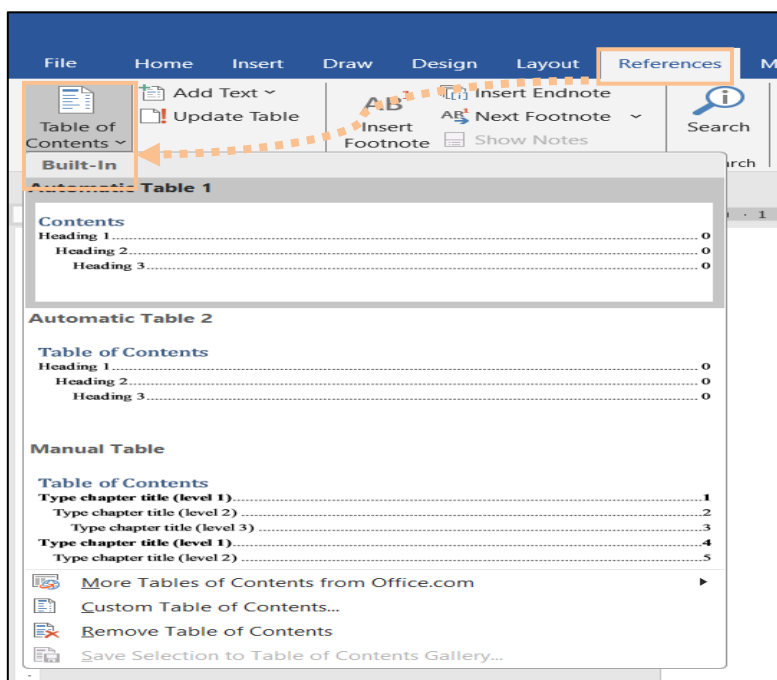 File Home Insert Draw Design Layout References M
Table of Contents
Add Text
Update Table
AB
Insert Footnote
Insert Endnote
AB Next Footnote
Show Notes
Search
rch
1
Built-In
Automatic Table 1
Contents
Heading 1 0
Heading 2 0
Heading 3 0
Automatic Table 2
Table of Contents
Heading 1 0
Heading 2 0
Heading 3 0
Manual Table
Table of Contents
Type chapter title (level 1) 1
Type chapter title (level 2) 2
Type chapter title (level 3) 3
Type chapter title (level 1) 4
Type chapter title (level 2) 5
More Tables of Contents from Office.com
Custom Table of Contents...
Remove Table of Contents
Save Selection to Table of Contents Gallery...